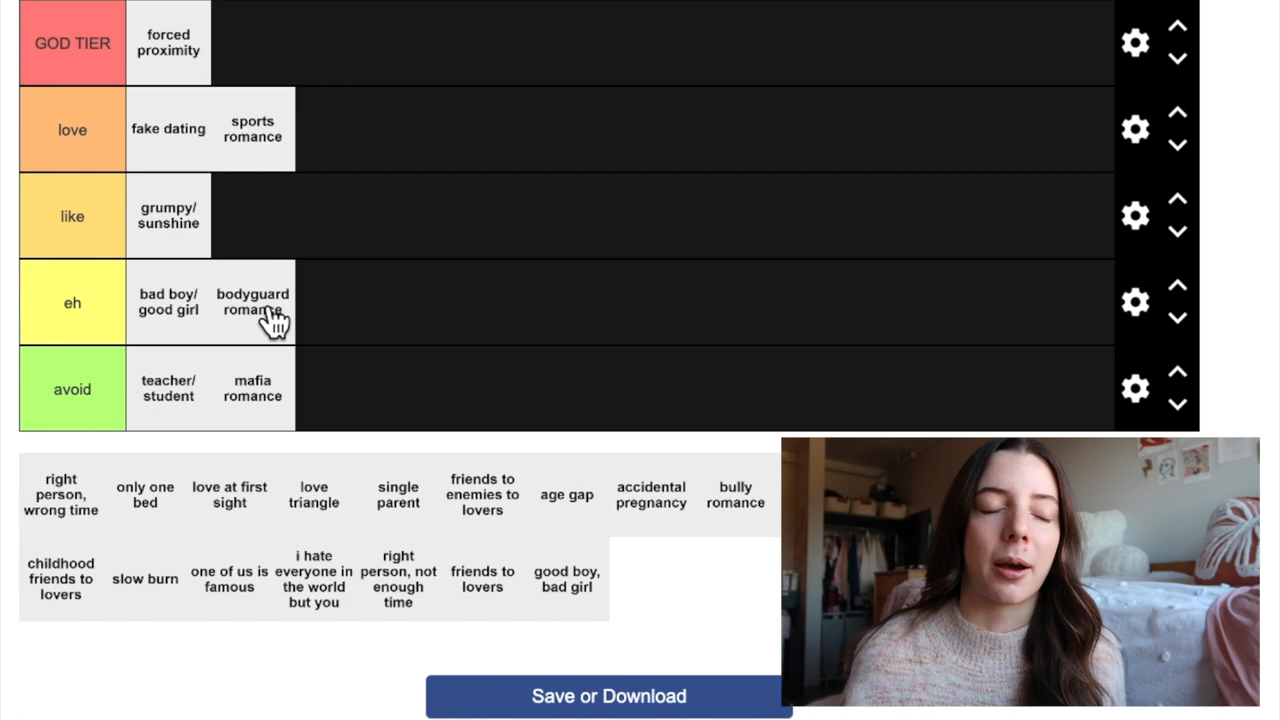 GOD TIER
forced
proximity
love
fake dating
sports
romance
like
grumpy/
sunshine
eh
bad boy/
good girl
bodyguard
romance
avoid
teacher/
student
mafia
romance
right
person,
wrong time
only one
bed
love at first
sight
love
triangle
single
parent
friends to
enemies to
lovers
age gap
accidental
pregnancy
bully
romance
childhood
friends to
lovers
slow burn
one of us is
famous
i hate
everyone in
the world
but you
right
person, not
enough
time
friends to
lovers
good boy,
bad girl
Save or Download